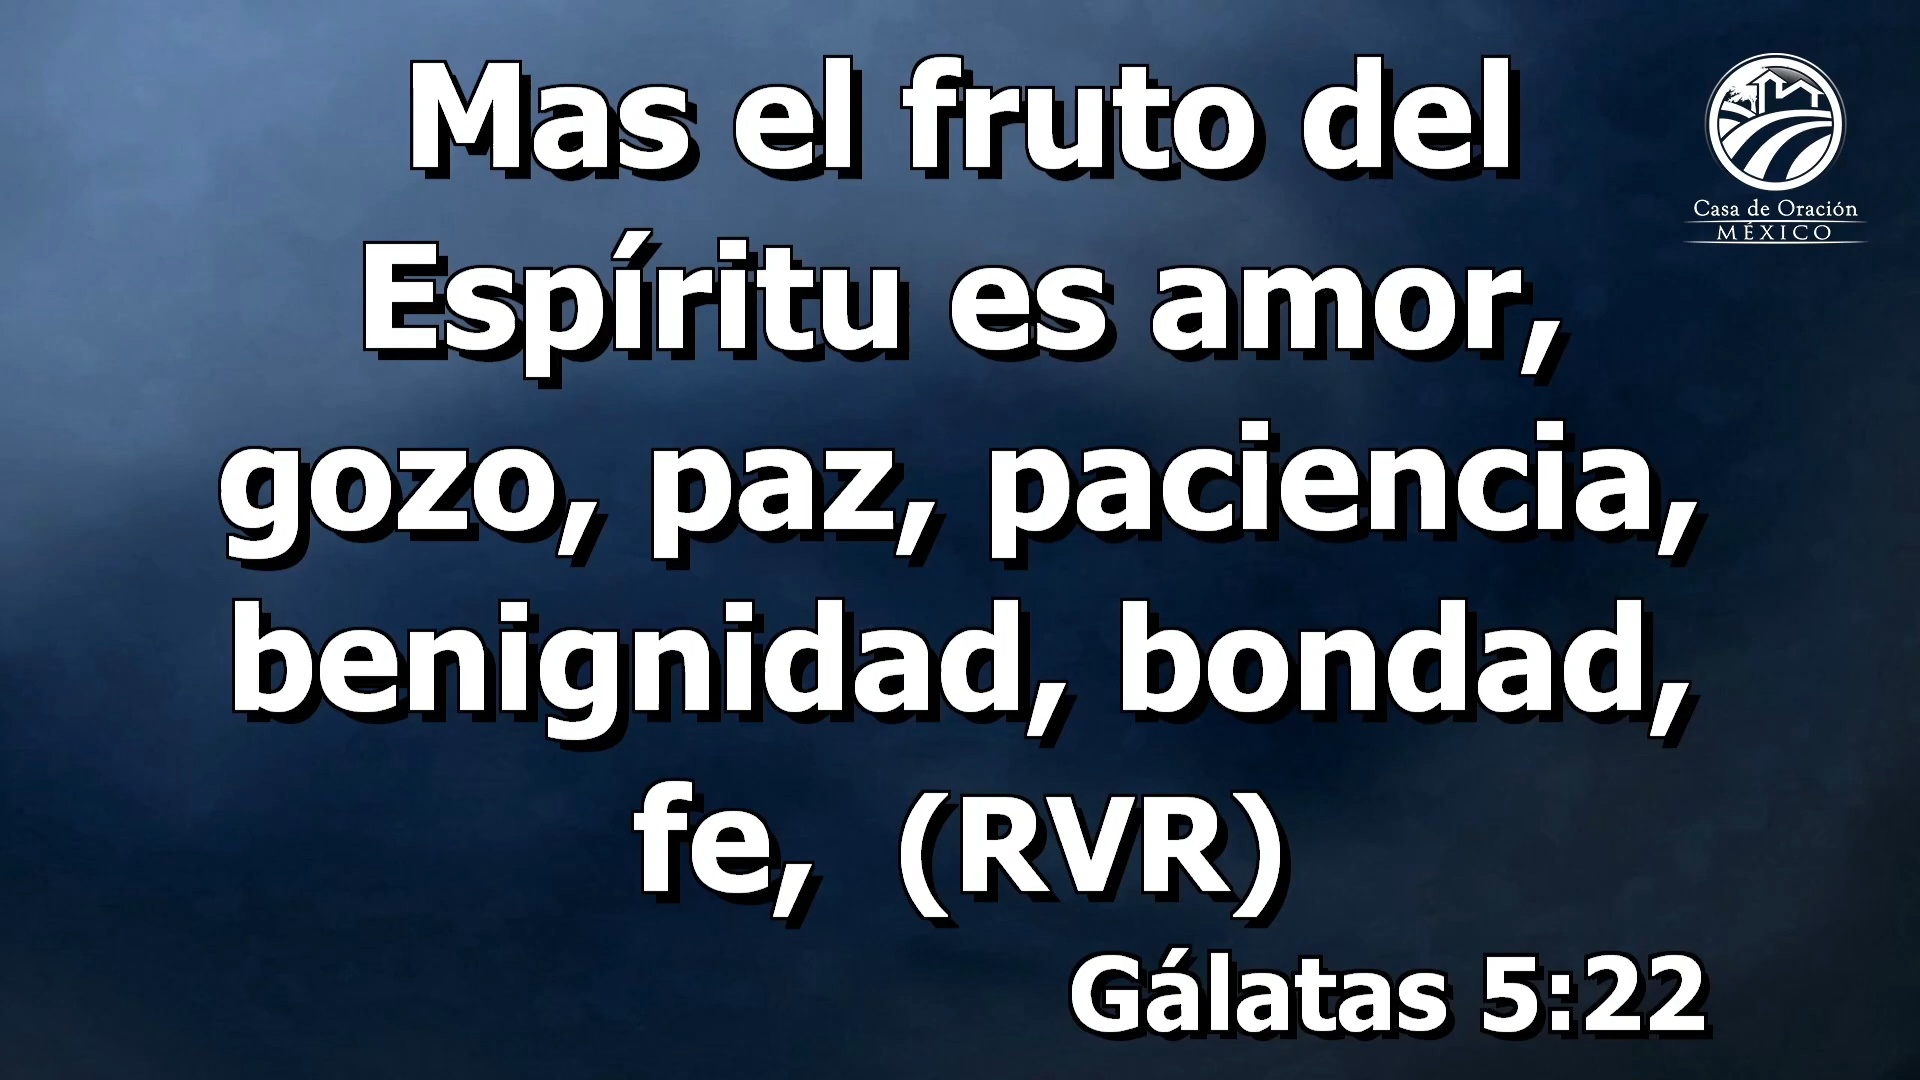 Mas el fruto del
Espíritu es amor,
gozo, paz, paciencia,
benignidad, bondad,
fe,  (RVR)
Gálatas 5:22
Casa de Oración
MÉXICO